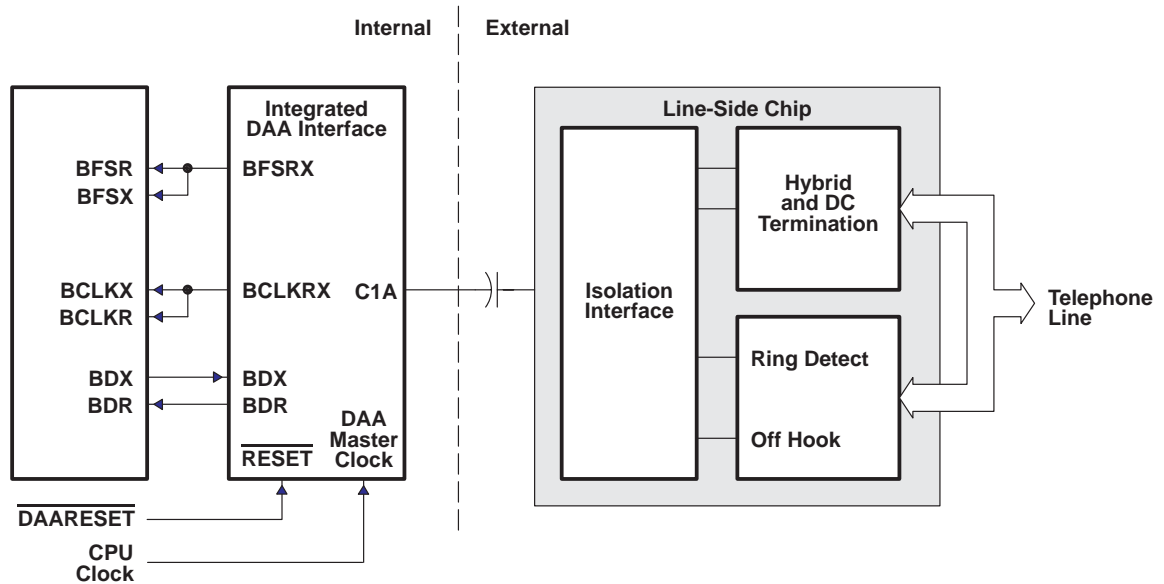 Internal
External
Integrated
DAA Interface
Line-Side Chip
BFSR
BFSX
BFSRX
BCLKX
BCLKR
BCLKRX
C1A
BDX
BDR
BDX
BDR
RESET
DAA
Master
Clock
DAARESET
CPU
Clock
Isolation
Interface
Hybrid
and DC
Termination
Ring Detect
Off Hook
Telephone
Line